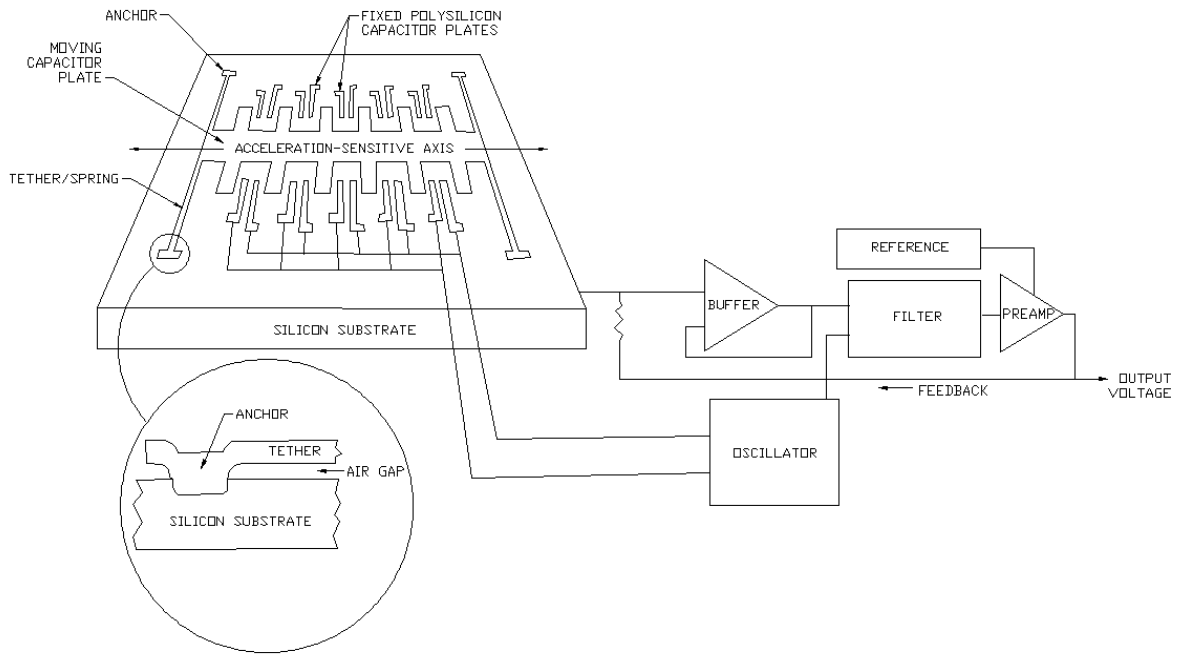 ANCHOR
FIXED POLYSILICON
CAPACITOR PLATES
MOVING
CAPACITOR
PLATE
ACCELERATION-SENSITIVE AXIS
TETHER/SPRING
SILICON SUBSTRATE
REFERENCE
BUFFER
FILTER
PREAMP
OUTPUT
VOLTAGE
FEEDBACK
OSCILLATOR
ANCHOR
TETHER
AIR GAP
SILICON SUBSTRATE